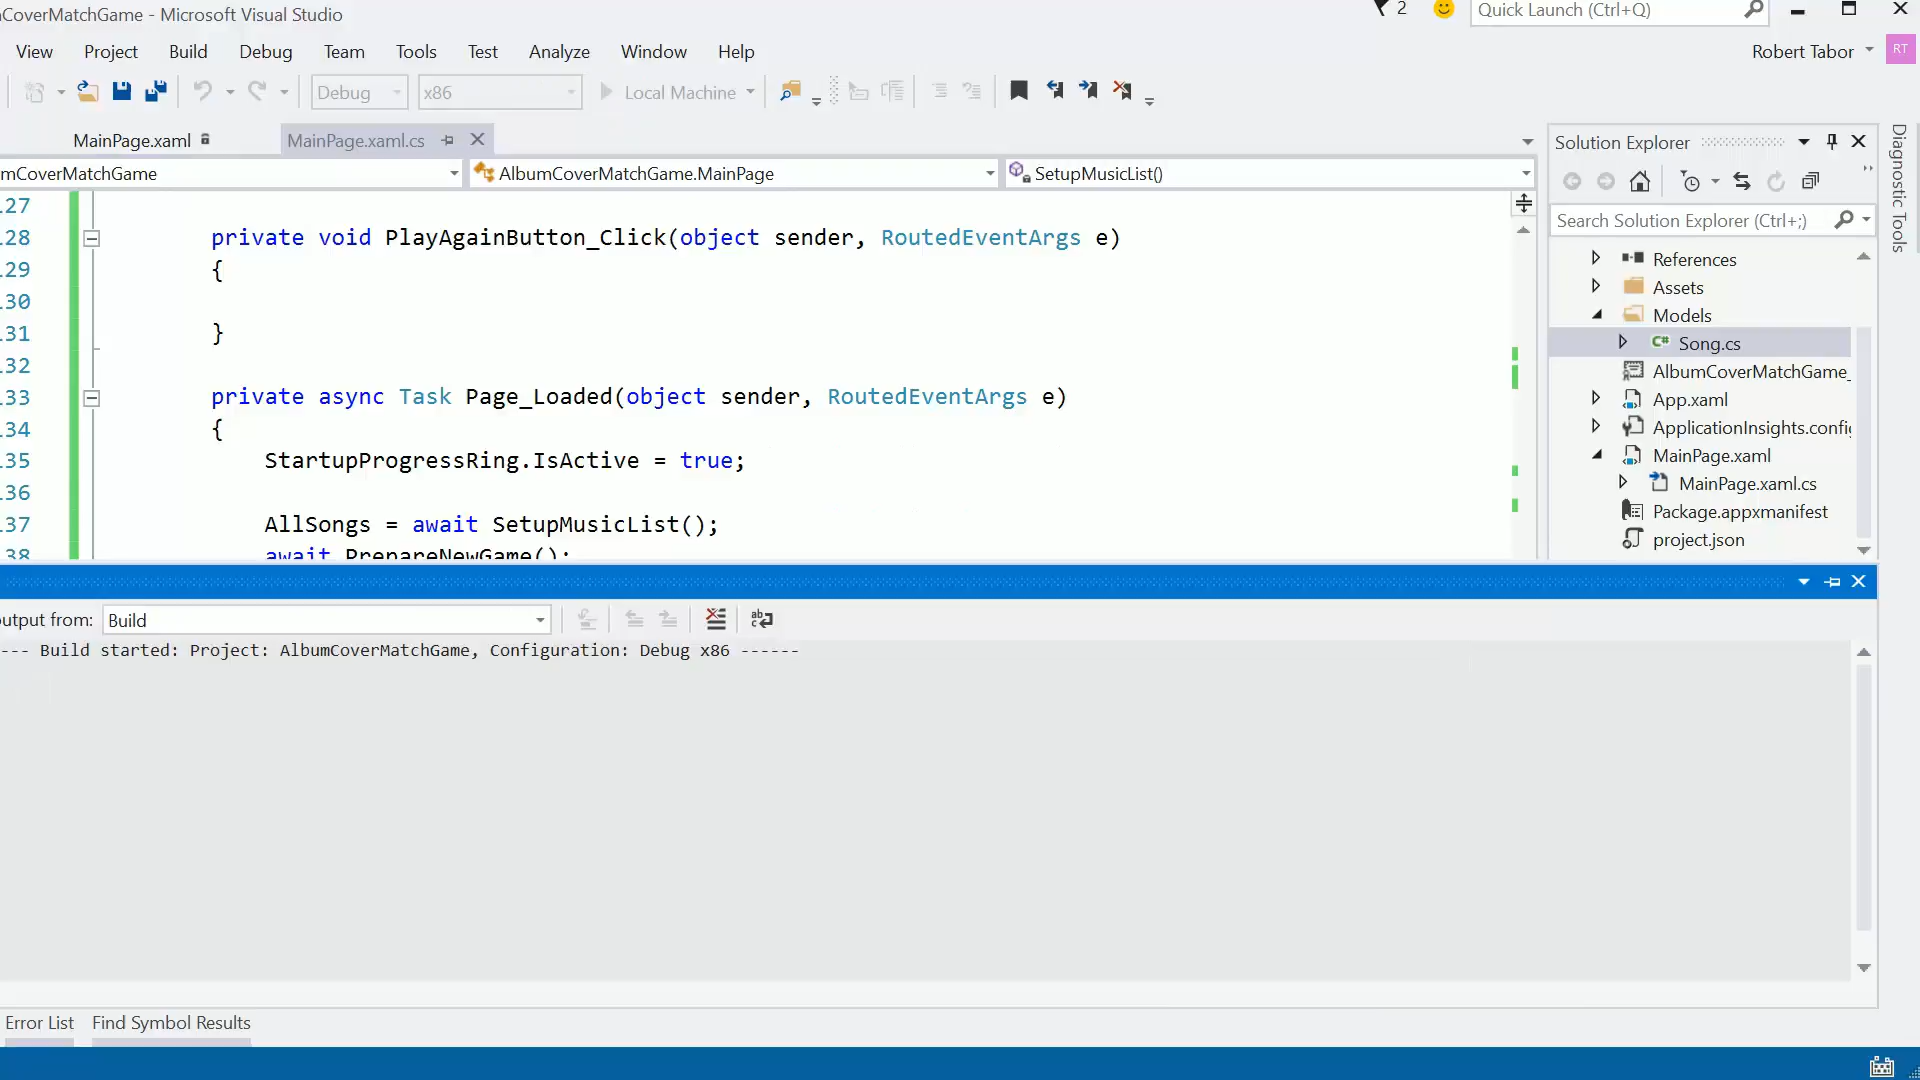 CoverMatchGame - Microsoft Visual Studio
2
Quick Launch (Ctrl+Q)
View Project Build Debug Team Tools Test Analyze Window Help
Robert Tabor RT
Debug x86 Local Machine
MainPage.xaml MainPage.xaml.cs
mCoverMatchGame AlbumCoverMatchGame.MainPage SetupMusicList()
27
28 private void PlayAgainButton_Click(object sender, RoutedEventArgs e)
29 {
30
31 }
32
33 private async Task Page_Loaded(object sender, RoutedEventArgs e)
34 {
35 StartupProgressRing.IsActive = true;
36
37 AllSongs = await SetupMusicList();
38 await PrepareNewGame();
Solution Explorer
Search Solution Explorer (Ctrl+;)
References
Assets
Models
C# Song.cs
AlbumCoverMatchGame_
App.xaml
ApplicationInsights.config
MainPage.xaml
MainPage.xaml.cs
Package.appxmanifest
project.json
Diagnostic Tools
output from: Build
--- Build started: Project: AlbumCoverMatchGame, Configuration: Debug x86 ------
Error List Find Symbol Results